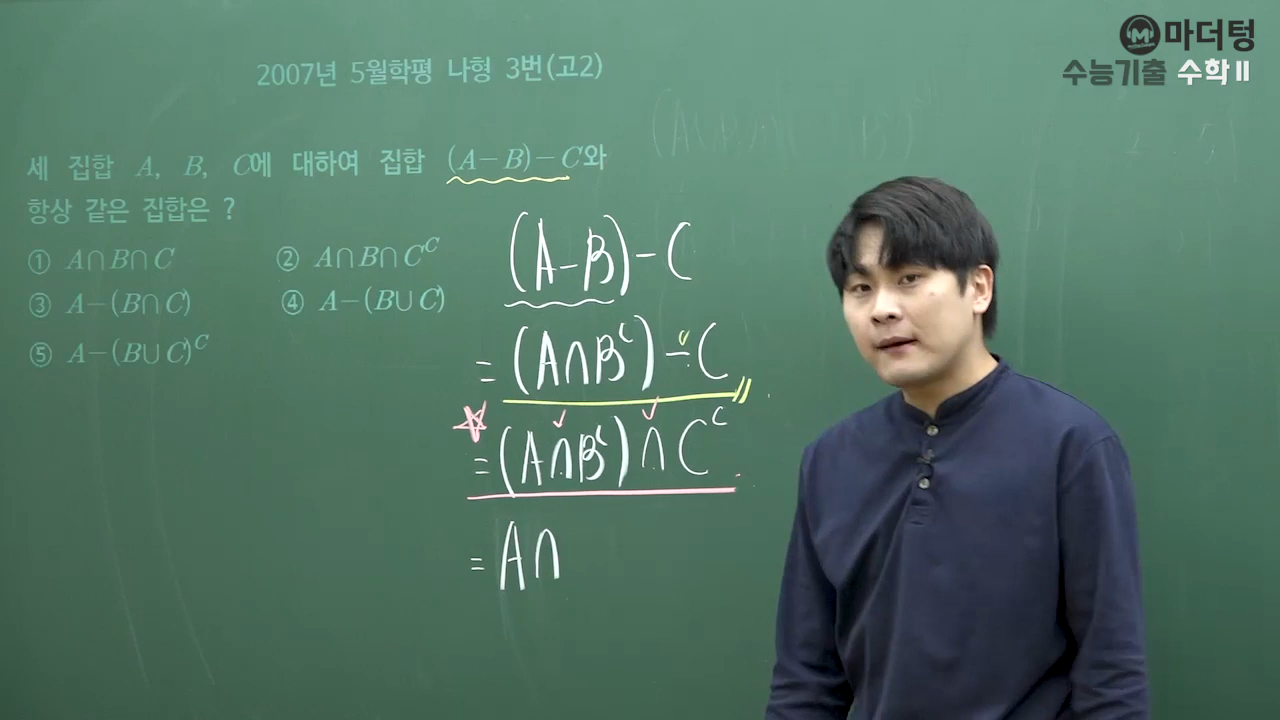 마더텅
수능기출 수학 II
2007년 5월학평 나형 3번(고2)
세 집합 A, B, C에 대하여 집합 (A−B)−C와
항상 같은 집합은 ?
① A∩B∩C ② A∩B∩C^C
③ A−(B∩C) ④ A−(B∪C)
⑤ A−(B∪C)^C
(A−B)−C
=(A∩B^C)−C
=(A∩B^C)∩C^C
=A∩